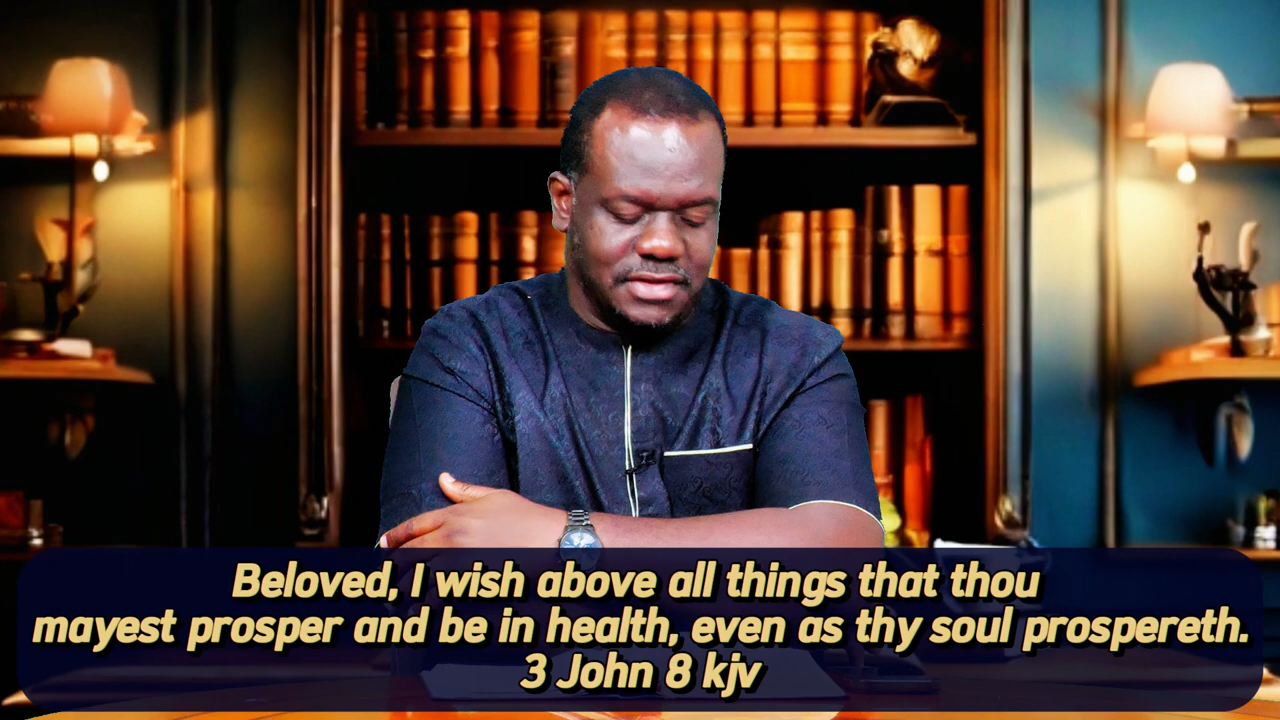 Beloved, I wish above all things that thou
mayest prosper and be in health, even as thy soul prospereth.
3 John 8 kjv